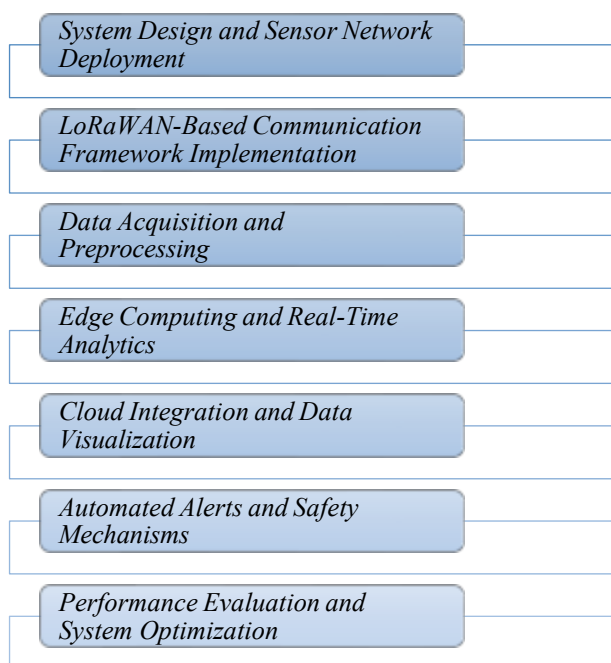 System Design and Sensor Network
Deployment
LoRaWAN-Based Communication
Framework Implementation
Data Acquisition and
Preprocessing
Edge Computing and Real-Time
Analytics
Cloud Integration and Data
Visualization
Automated Alerts and Safety
Mechanisms
Performance Evaluation and
System Optimization